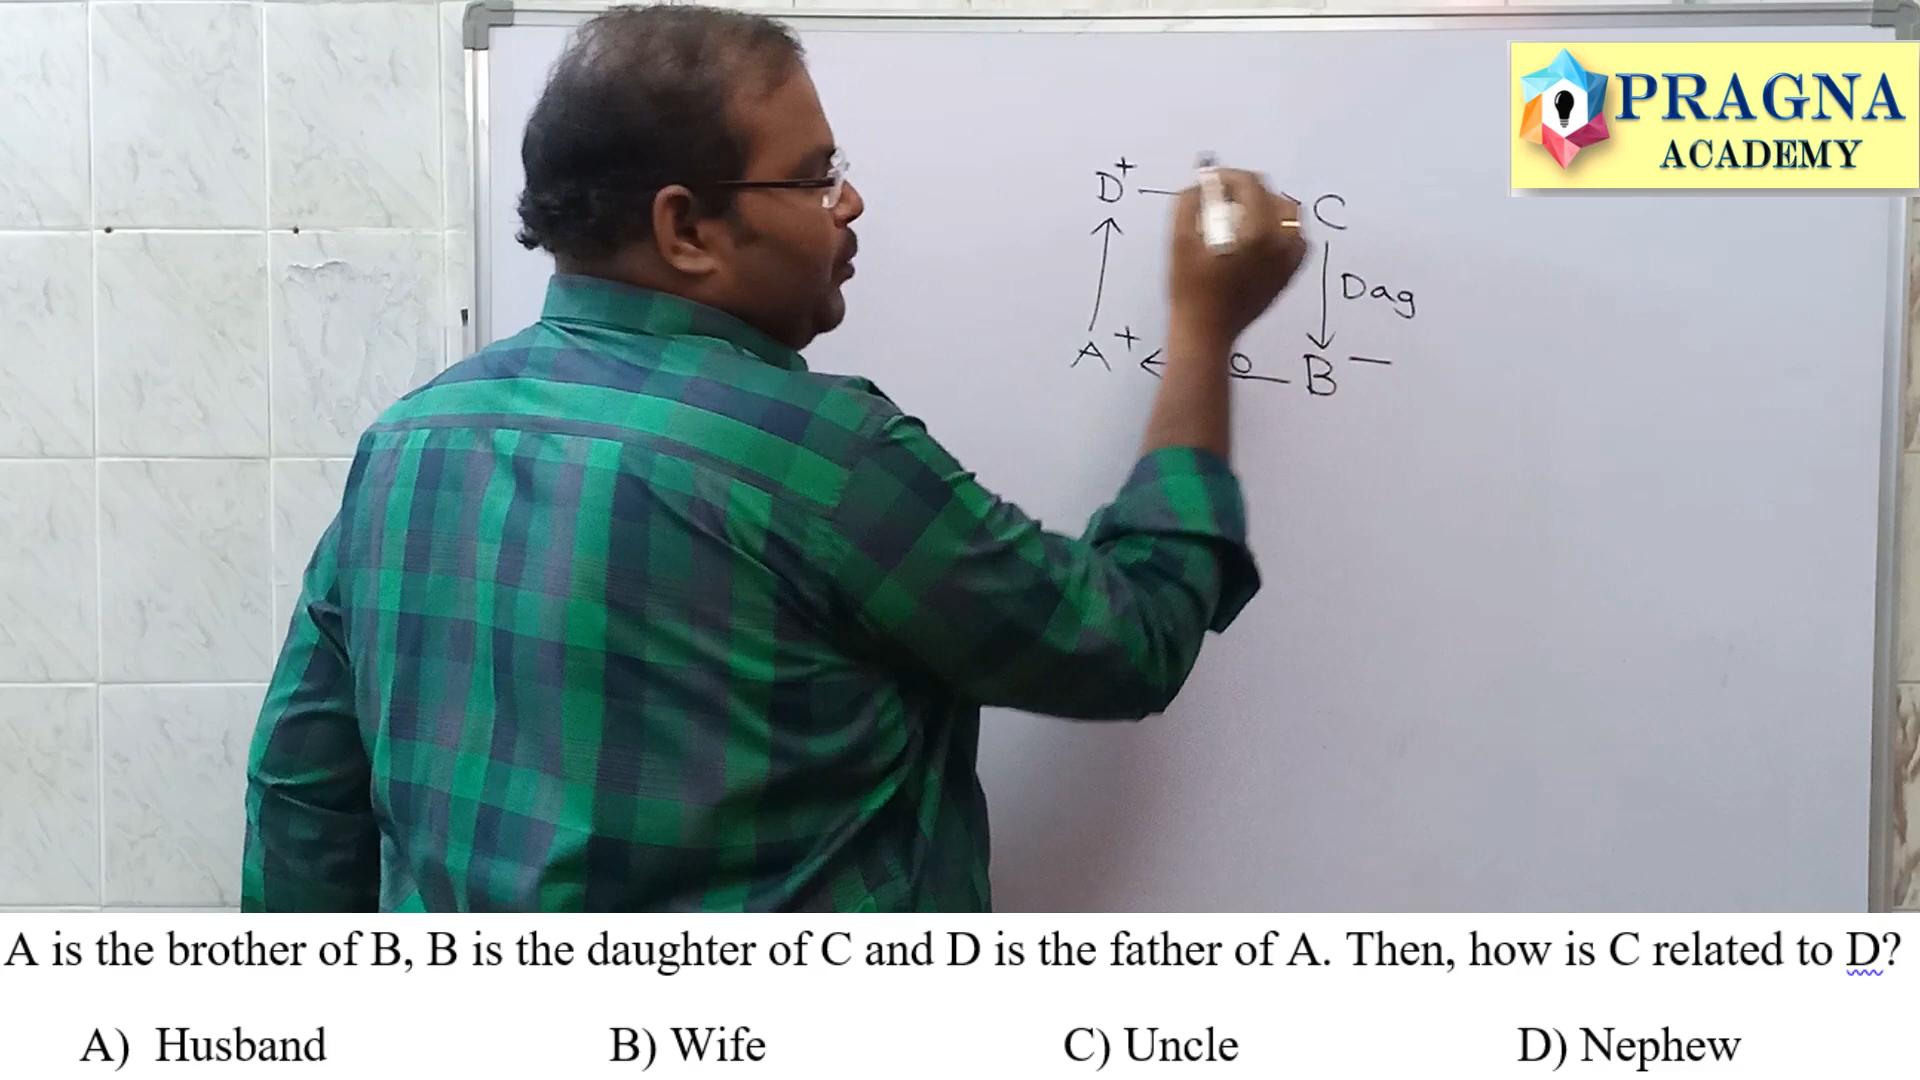 PRAGNA
ACADEMY
D+ C
Dag
A+ B —
A is the brother of B, B is the daughter of C and D is the father of A. Then, how is C related to D?
A) Husband B) Wife C) Uncle D) Nephew